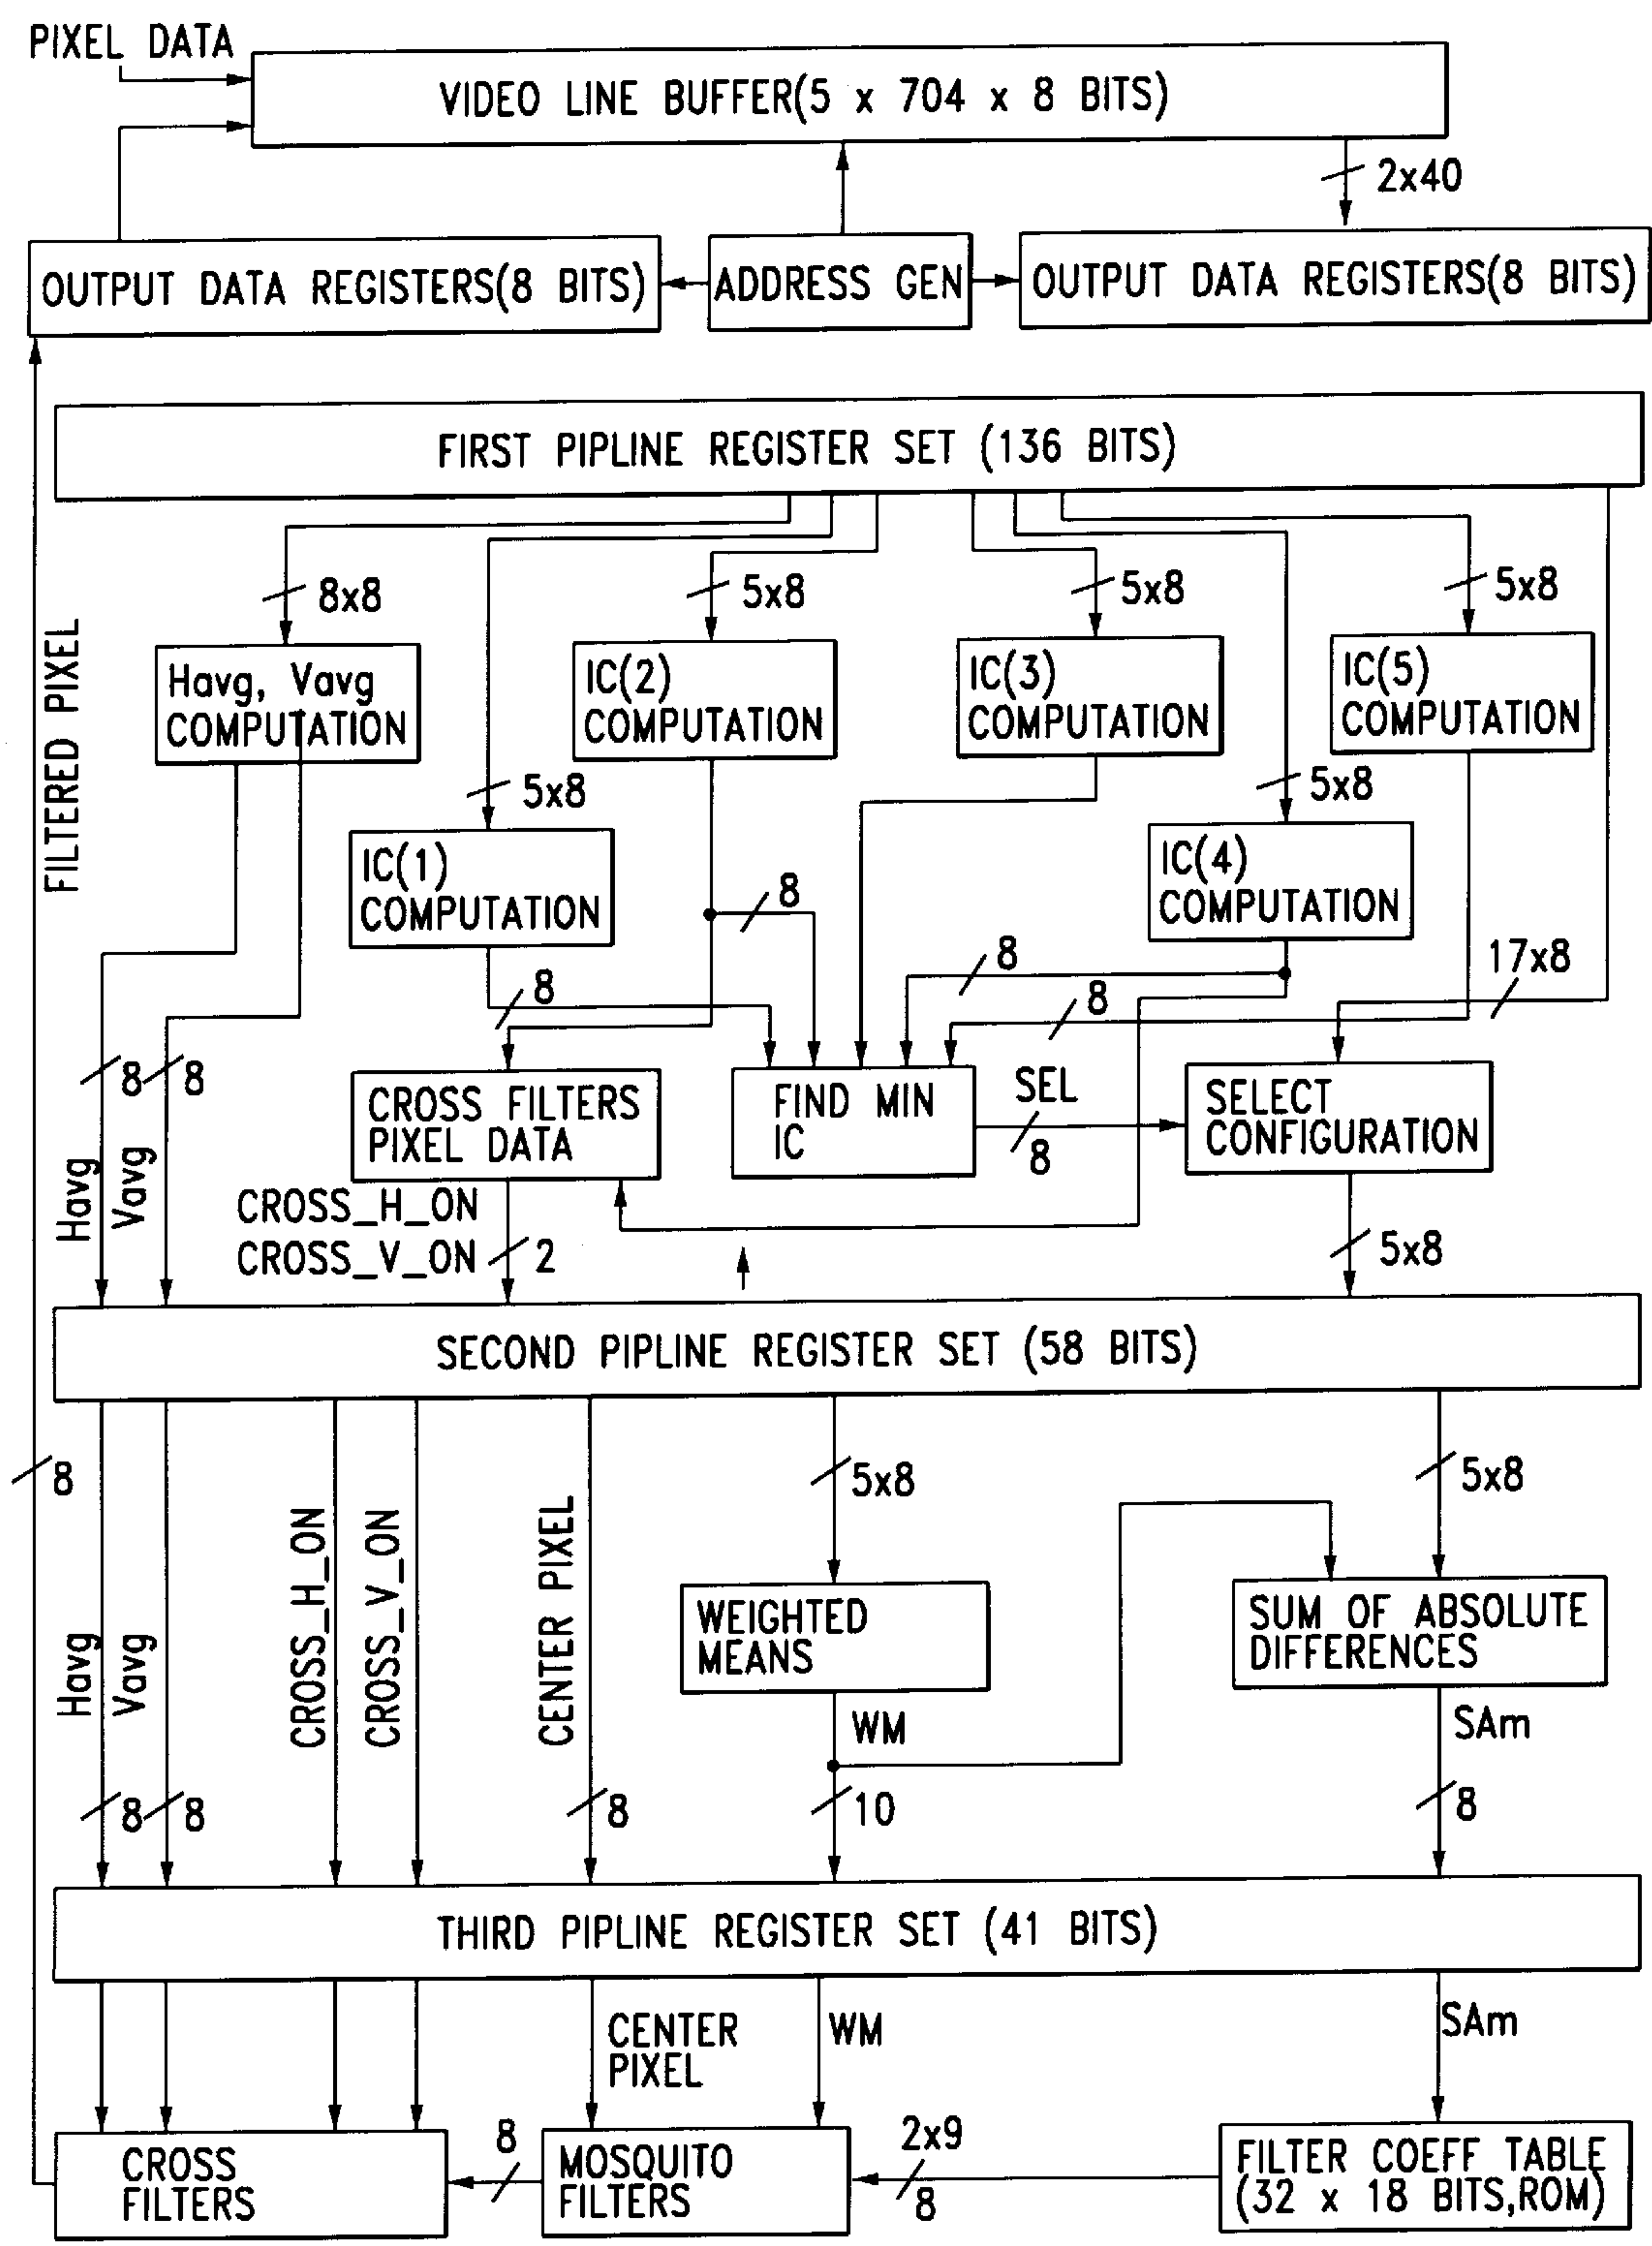 PIXEL DATA
VIDEO LINE BUFFER(5 x 704 x 8 BITS)
2x40
OUTPUT DATA REGISTERS(8 BITS)
ADDRESS GEN
OUTPUT DATA REGISTERS(8 BITS)
FIRST PIPLINE REGISTER SET (136 BITS)
8x8
5x8
5x8
5x8
FILTERED PIXEL
Havg, Vavg
COMPUTATION
IC(2)
COMPUTATION
IC(3)
COMPUTATION
IC(5)
COMPUTATION
5x8
5x8
IC(1)
COMPUTATION
8
IC(4)
COMPUTATION
8
8
8
17x8
8
8
CROSS FILTERS
PIXEL DATA
FIND MIN
IC
SEL
8
SELECT
CONFIGURATION
Havg
Vavg
CROSS_H_ON
CROSS_V_ON
2
5x8
SECOND PIPLINE REGISTER SET (58 BITS)
8
5x8
5x8
Havg
Vavg
CROSS_H_ON
CROSS_V_ON
CENTER PIXEL
WEIGHTED
MEANS
SUM OF ABSOLUTE
DIFFERENCES
WM
SAm
8
8
8
10
8
THIRD PIPLINE REGISTER SET (41 BITS)
CENTER
PIXEL
WM
SAm
CROSS
FILTERS
8
MOSQUITO
FILTERS
2x9
8
FILTER COEFF TABLE
(32 x 18 BITS,ROM)